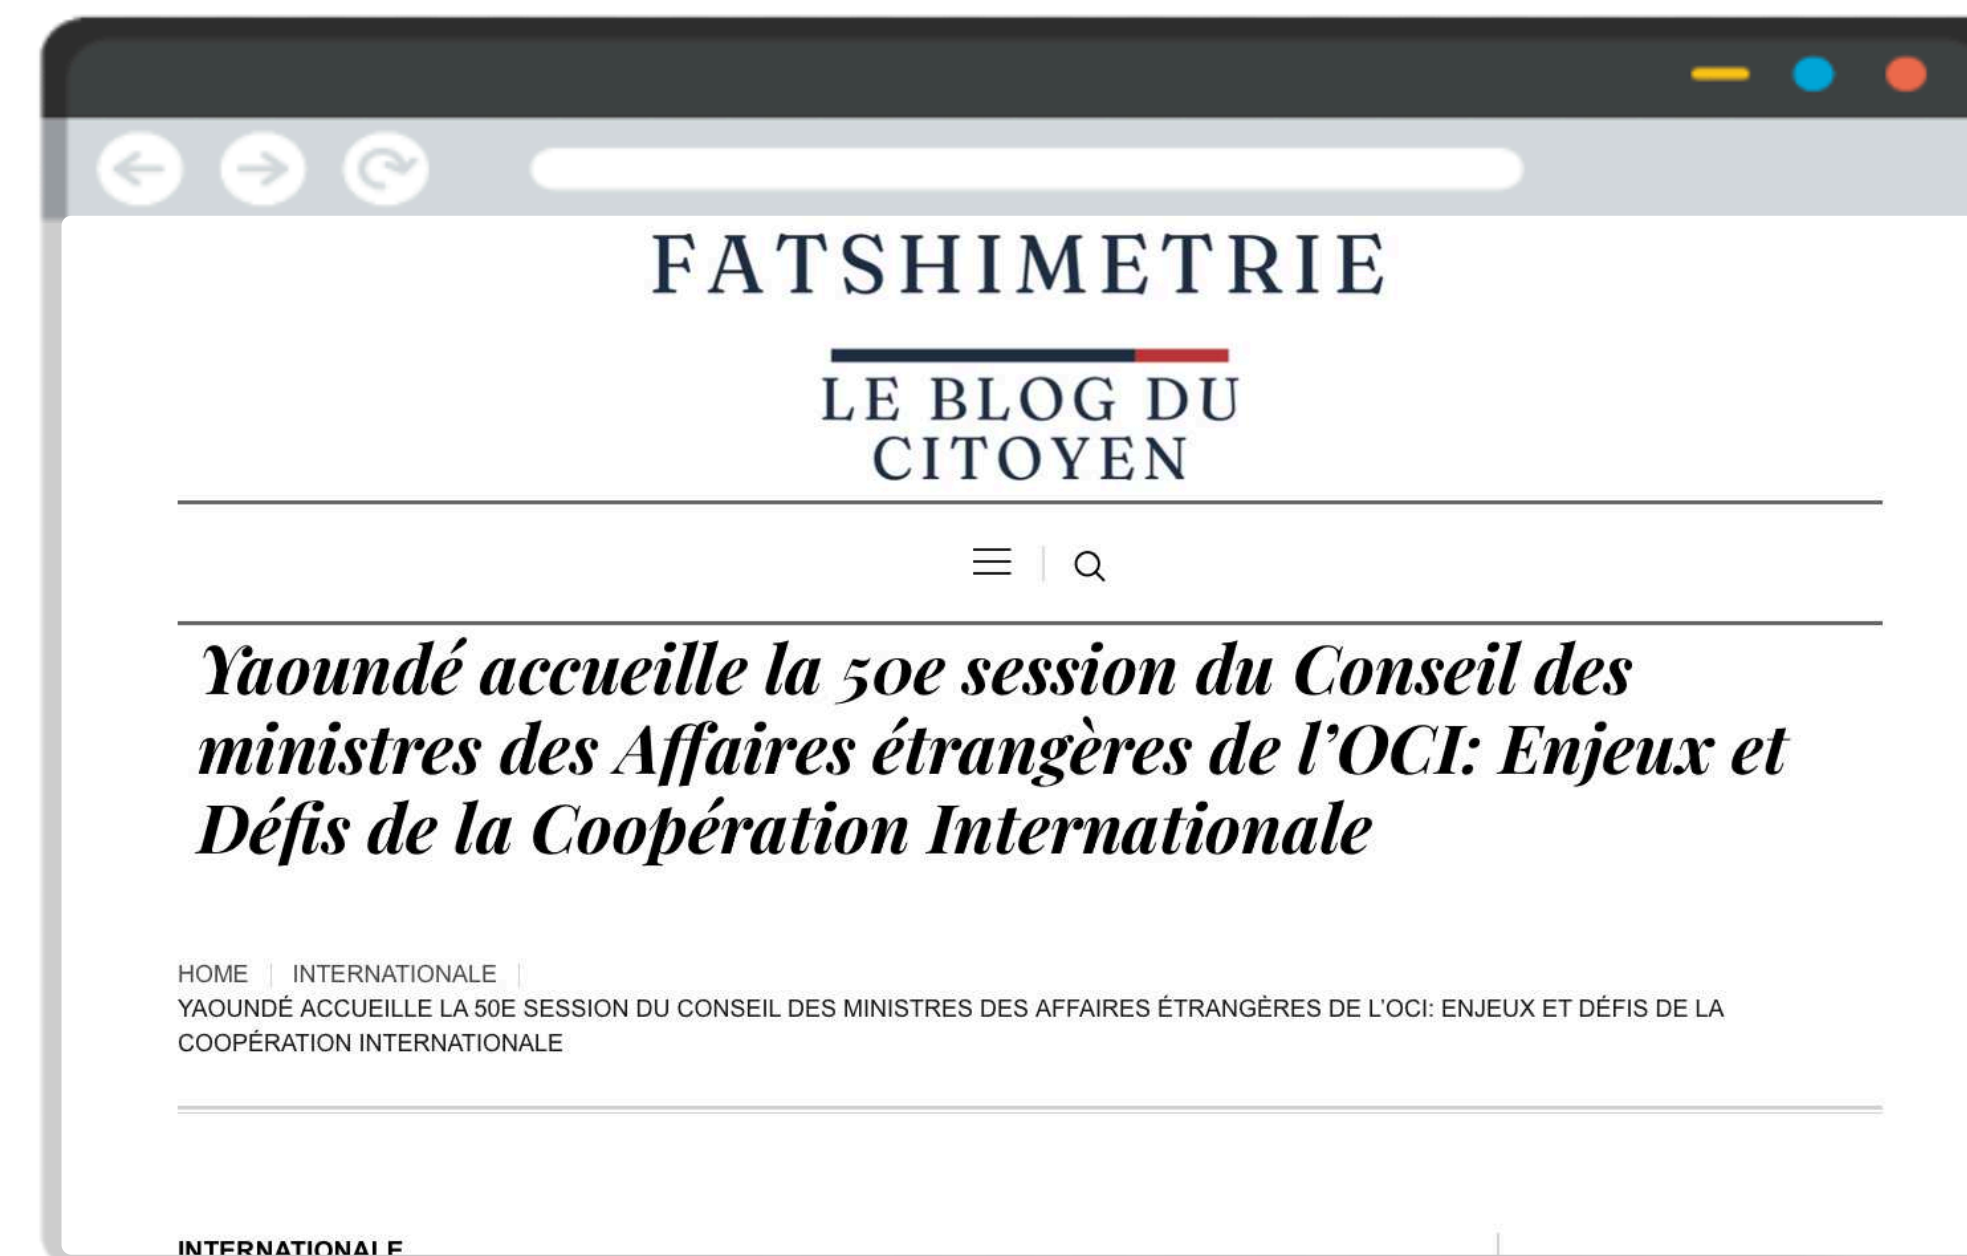 FATSHIMETRIE
LE BLOG DU
CITOYEN
Yaoundé accueille la 50e session du Conseil des
ministres des Affaires étrangères de l’OCI: Enjeux et
Défis de la Coopération Internationale
HOME INTERNATIONALE
YAOUNDÉ ACCUEILLE LA 50E SESSION DU CONSEIL DES MINISTRES DES AFFAIRES ÉTRANGÈRES DE L’OCI: ENJEUX ET DÉFIS DE LA
COOPÉRATION INTERNATIONALE
INTERNATIONALE